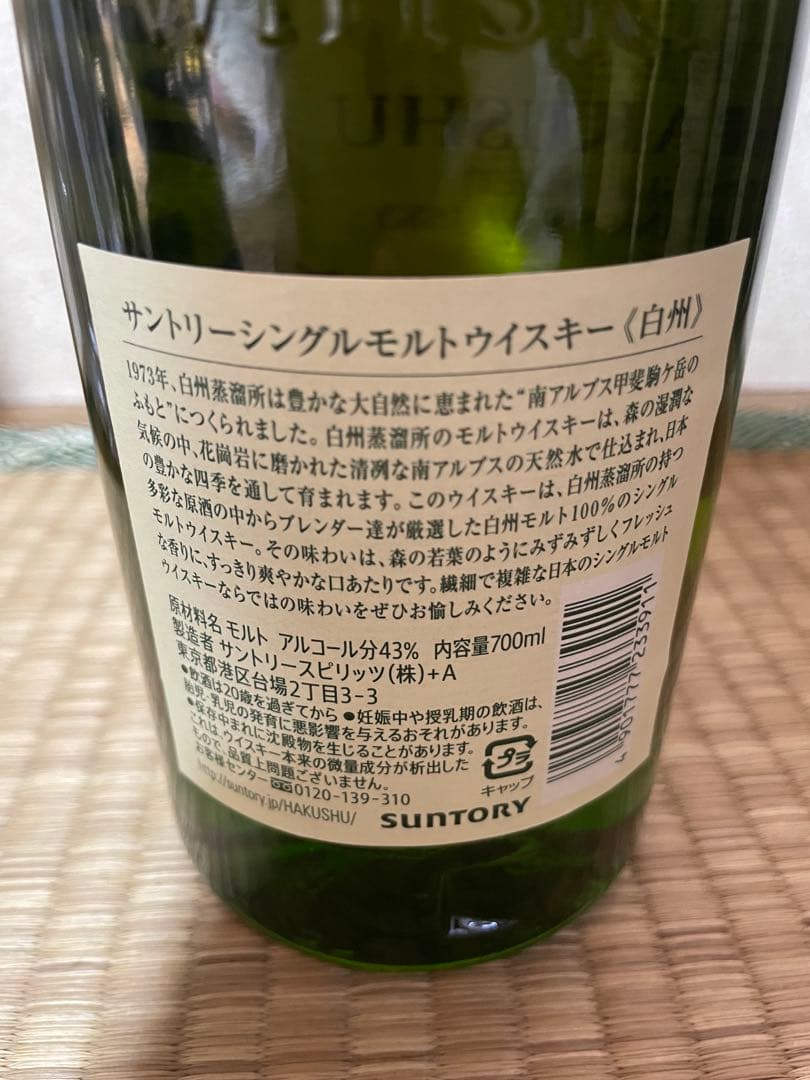 HAKUSHU
サントリーシングルモルトウイスキー《白州》
1973年、白州蒸溜所は豊かな大自然に恵まれた“南アルプス甲斐駒ケ岳の
ふもと”につくられました。白州蒸溜所のモルトウイスキーは、森の湿潤な
気候の中、花崗岩に磨かれた清冽な南アルプスの天然水で仕込まれ、日本
の豊かな四季を通して育まれます。このウイスキーは、白州蒸溜所の持つ
多彩な原酒の中からブレンダー達が厳選した白州モルト100%のシングル
モルトウイスキー。その味わいは、森の若葉のようにみずみずしくフレッシュ
な香りに、すっきり爽やかな口あたりです。繊細で複雑な日本のシングルモルト
ウイスキーならではの味わいをぜひお愉しみください。
原材料名 モルト アルコール分43% 内容量700ml
製造者 サントリースピリッツ(株)+A
東京都港区台場2丁目3-3
●飲酒は20歳を過ぎてから ●妊娠中や授乳期の飲酒は、
胎児・乳児の発育に悪影響を与えるおそれがあります。
●保存中まれに沈殿物を生じることがあります。
これは、ウイスキー本来の微量成分が析出した
もので、品質上問題ございません。
お客様センター 0120-139-310
http://suntory.jp/HAKUSHU/
SUNTORY
プラ
キャップ
4 901777 233911